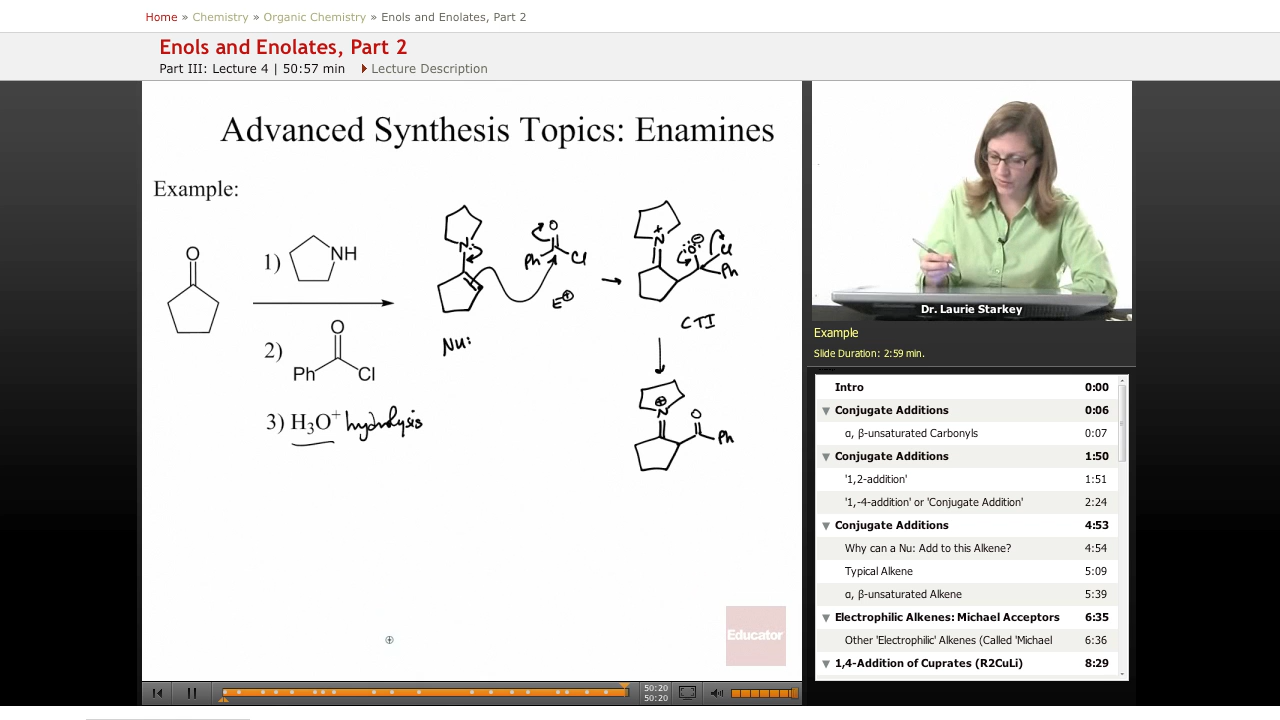 Home » Chemistry » Organic Chemistry » Enols and Enolates, Part 2
Enols and Enolates, Part 2
Part III: Lecture 4 | 50:57 min Lecture Description
Advanced Synthesis Topics: Enamines
Example:
O
1) NH
2) O
Ph Cl
3) H3O+ hydrolysis
N:
O
Ph Cl
E⊕
Nu:
→
+
N
:O:⊖
Cl
Ph
CTI
⊕
N
O
Ph
Educator
Dr. Laurie Starkey
Example
Slide Duration: 2:59 min.
Intro 0:00
Conjugate Additions 0:06
α, β-unsaturated Carbonyls 0:07
Conjugate Additions 1:50
'1,2-addition' 1:51
'1,-4-addition' or 'Conjugate Addition' 2:24
Conjugate Additions 4:53
Why can a Nu: Add to this Alkene? 4:54
Typical Alkene 5:09
α, β-unsaturated Alkene 5:39
Electrophilic Alkenes: Michael Acceptors 6:35
Other 'Electrophilic' Alkenes (Called 'Michael 6:36
1,4-Addition of Cuprates (R2CuLi) 8:29
50:20
50:20